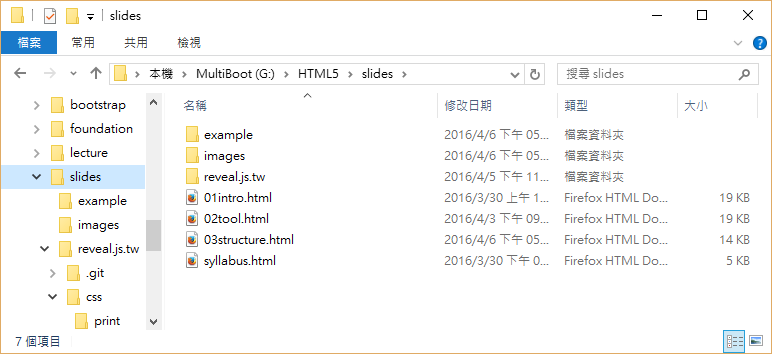 slides
檔案 常用 共用 檢視
本機 MultiBoot (G:) HTML5 slides 搜尋 slides
bootstrap
foundation
lecture
slides
example
images
reveal.js.tw
.git
css
print
名稱 修改日期 類型 大小
example 2016/4/6 下午 05... 檔案資料夾
images 2016/4/6 下午 05... 檔案資料夾
reveal.js.tw 2016/4/5 下午 11... 檔案資料夾
01intro.html 2016/3/30 上午 1... Firefox HTML Do... 19 KB
02tool.html 2016/4/3 下午 09... Firefox HTML Do... 19 KB
03structure.html 2016/4/6 下午 05... Firefox HTML Do... 14 KB
syllabus.html 2016/3/30 下午 0... Firefox HTML Do... 5 KB
7 個項目